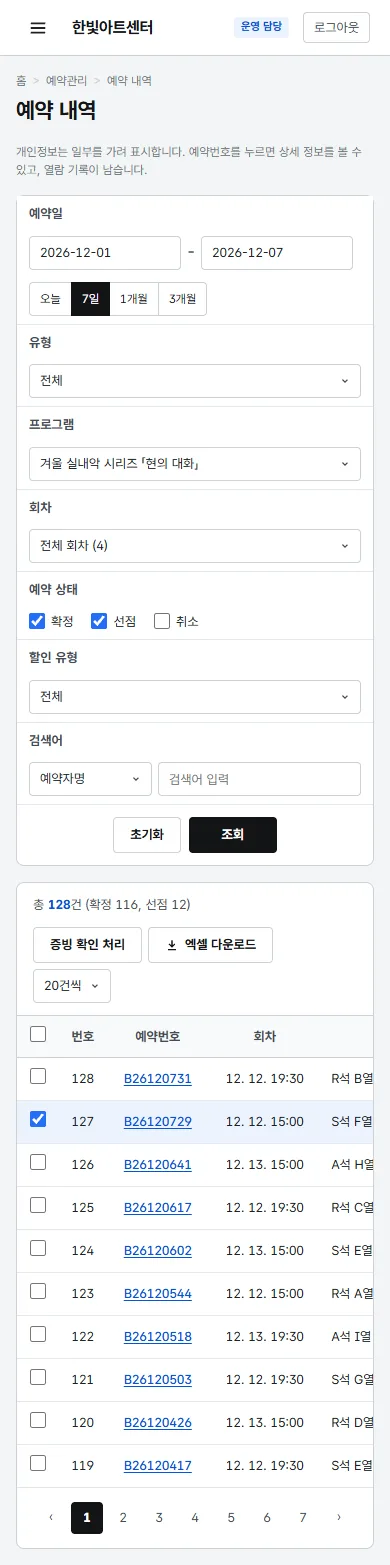 한빛아트센터 운영 담당 로그아웃
홈 > 예약관리 > 예약 내역
예약 내역
개인정보는 일부를 가려 표시합니다. 예약번호를 누르면 상세 정보를 볼 수
있고, 열람 기록이 남습니다.
예약일
2026-12-01 – 2026-12-07
오늘 7일 1개월 3개월
유형
전체
프로그램
겨울 실내악 시리즈 「현의 대화」
회차
전체 회차 (4)
예약 상태
확정 선점 취소
할인 유형
전체
검색어
예약자명 검색어 입력
초기화 조회
총 128건 (확정 116, 선점 12)
증빙 확인 처리 엑셀 다운로드
20건씩
번호 예약번호 회차
128 B26120731 12. 12. 19:30 R석 B열
127 B26120729 12. 12. 15:00 S석 F열
126 B26120641 12. 13. 15:00 A석 H열
125 B26120617 12. 12. 19:30 R석 C열
124 B26120602 12. 13. 15:00 S석 E열
123 B26120544 12. 12. 15:00 R석 A열
122 B26120518 12. 13. 19:30 A석 I열
121 B26120503 12. 12. 19:30 S석 G열
120 B26120426 12. 13. 15:00 R석 D열
119 B26120417 12. 12. 19:30 S석 E열
‹ 1 2 3 4 5 6 7 ›